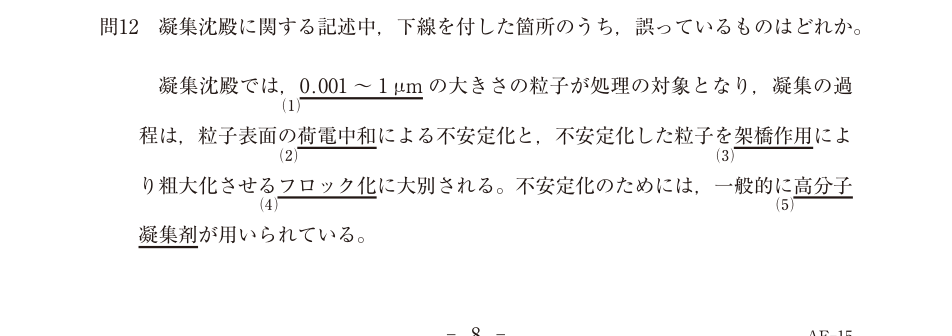 問12　凝集沈殿に関する記述中，下線を付した箇所のうち，誤っているものはどれか。
凝集沈殿では，0.001 ～ 1 μm の大きさの粒子が処理の対象となり，凝集の過
(1)
程は，粒子表面の荷電中和による不安定化と，不安定化した粒子を架橋作用によ
(2) (3)
り粗大化させるフロック化に大別される。不安定化のためには，一般的に高分子
(4) (5)
凝集剤が用いられている。
– 8 –